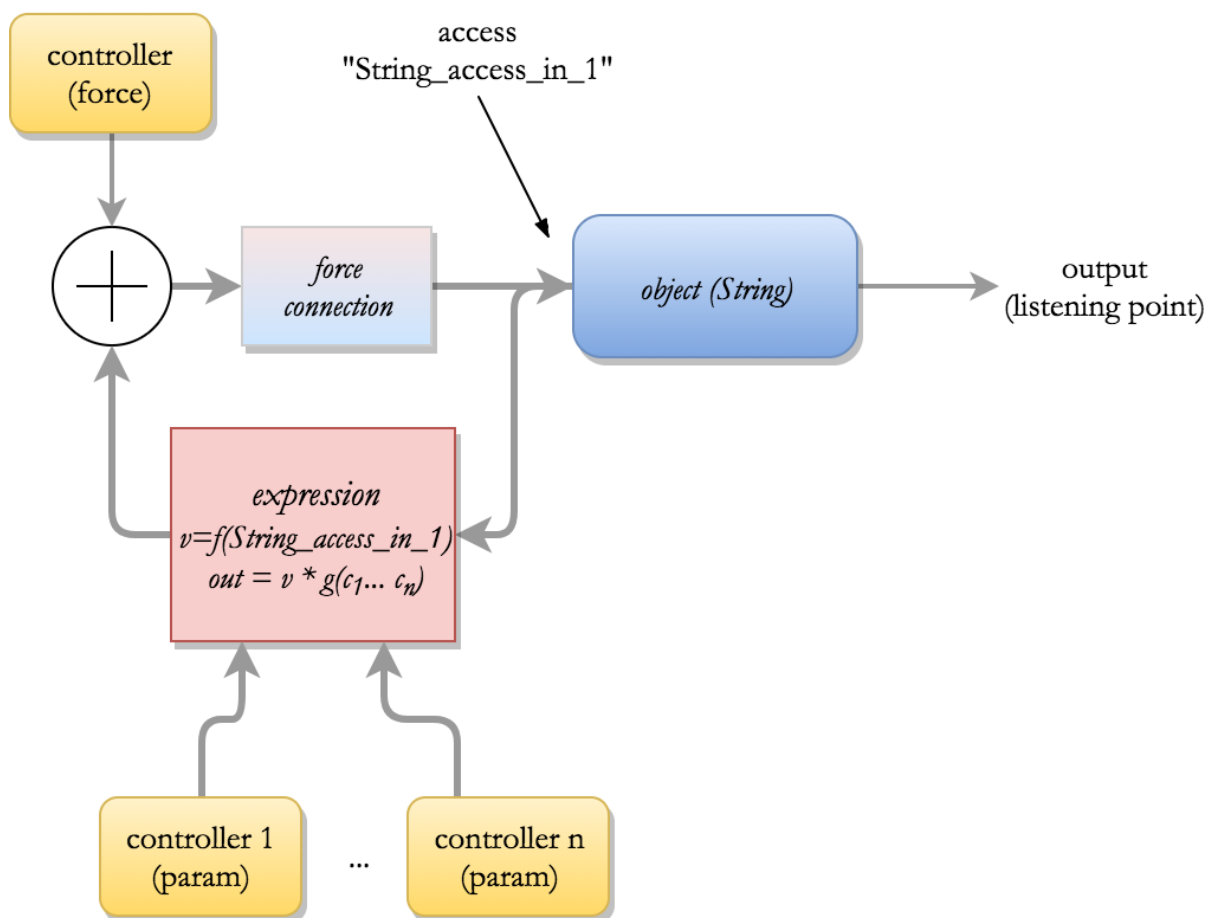 controller
(force)
access
"String_access_in_1"
force
connection
object (String)
output
(listening point)
expression
v=f(String_access_in_1)
out = v * g(c₁... cₙ)
controller 1
(param)
...
controller n
(param)